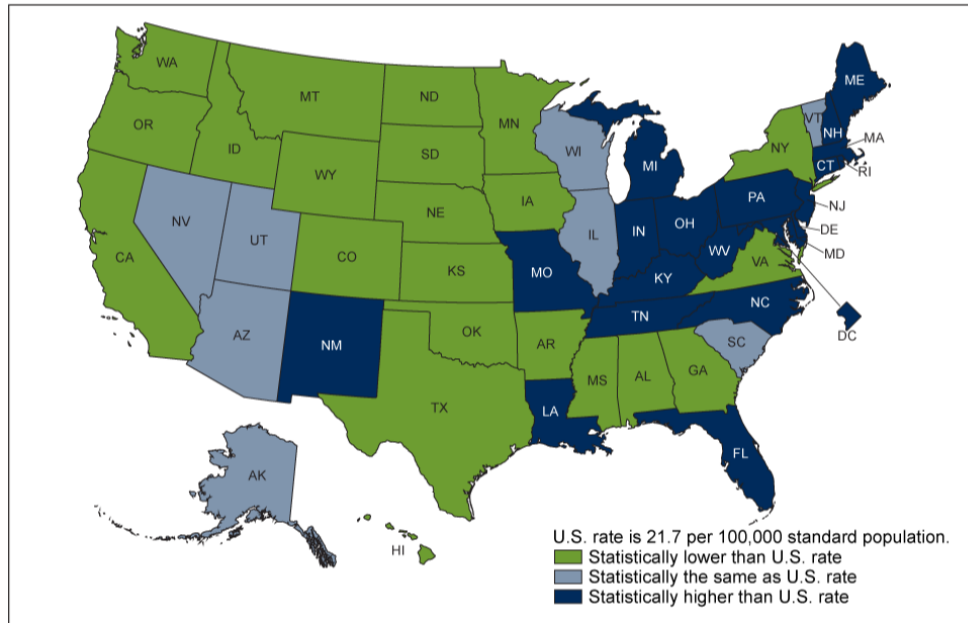 WA
MT
ND
MN
OR
ID
SD
WY
WI
MI
NY
VT
NH
ME
MA
CT
RI
NE
IA
PA
NJ
NV
UT
CO
IL
IN
OH
DE
MD
CA
KS
MO
KY
WV
VA
DC
AZ
NM
OK
AR
TN
NC
SC
TX
LA
MS
AL
GA
FL
AK
HI
U.S. rate is 21.7 per 100,000 standard population.
Statistically lower than U.S. rate
Statistically the same as U.S. rate
Statistically higher than U.S. rate